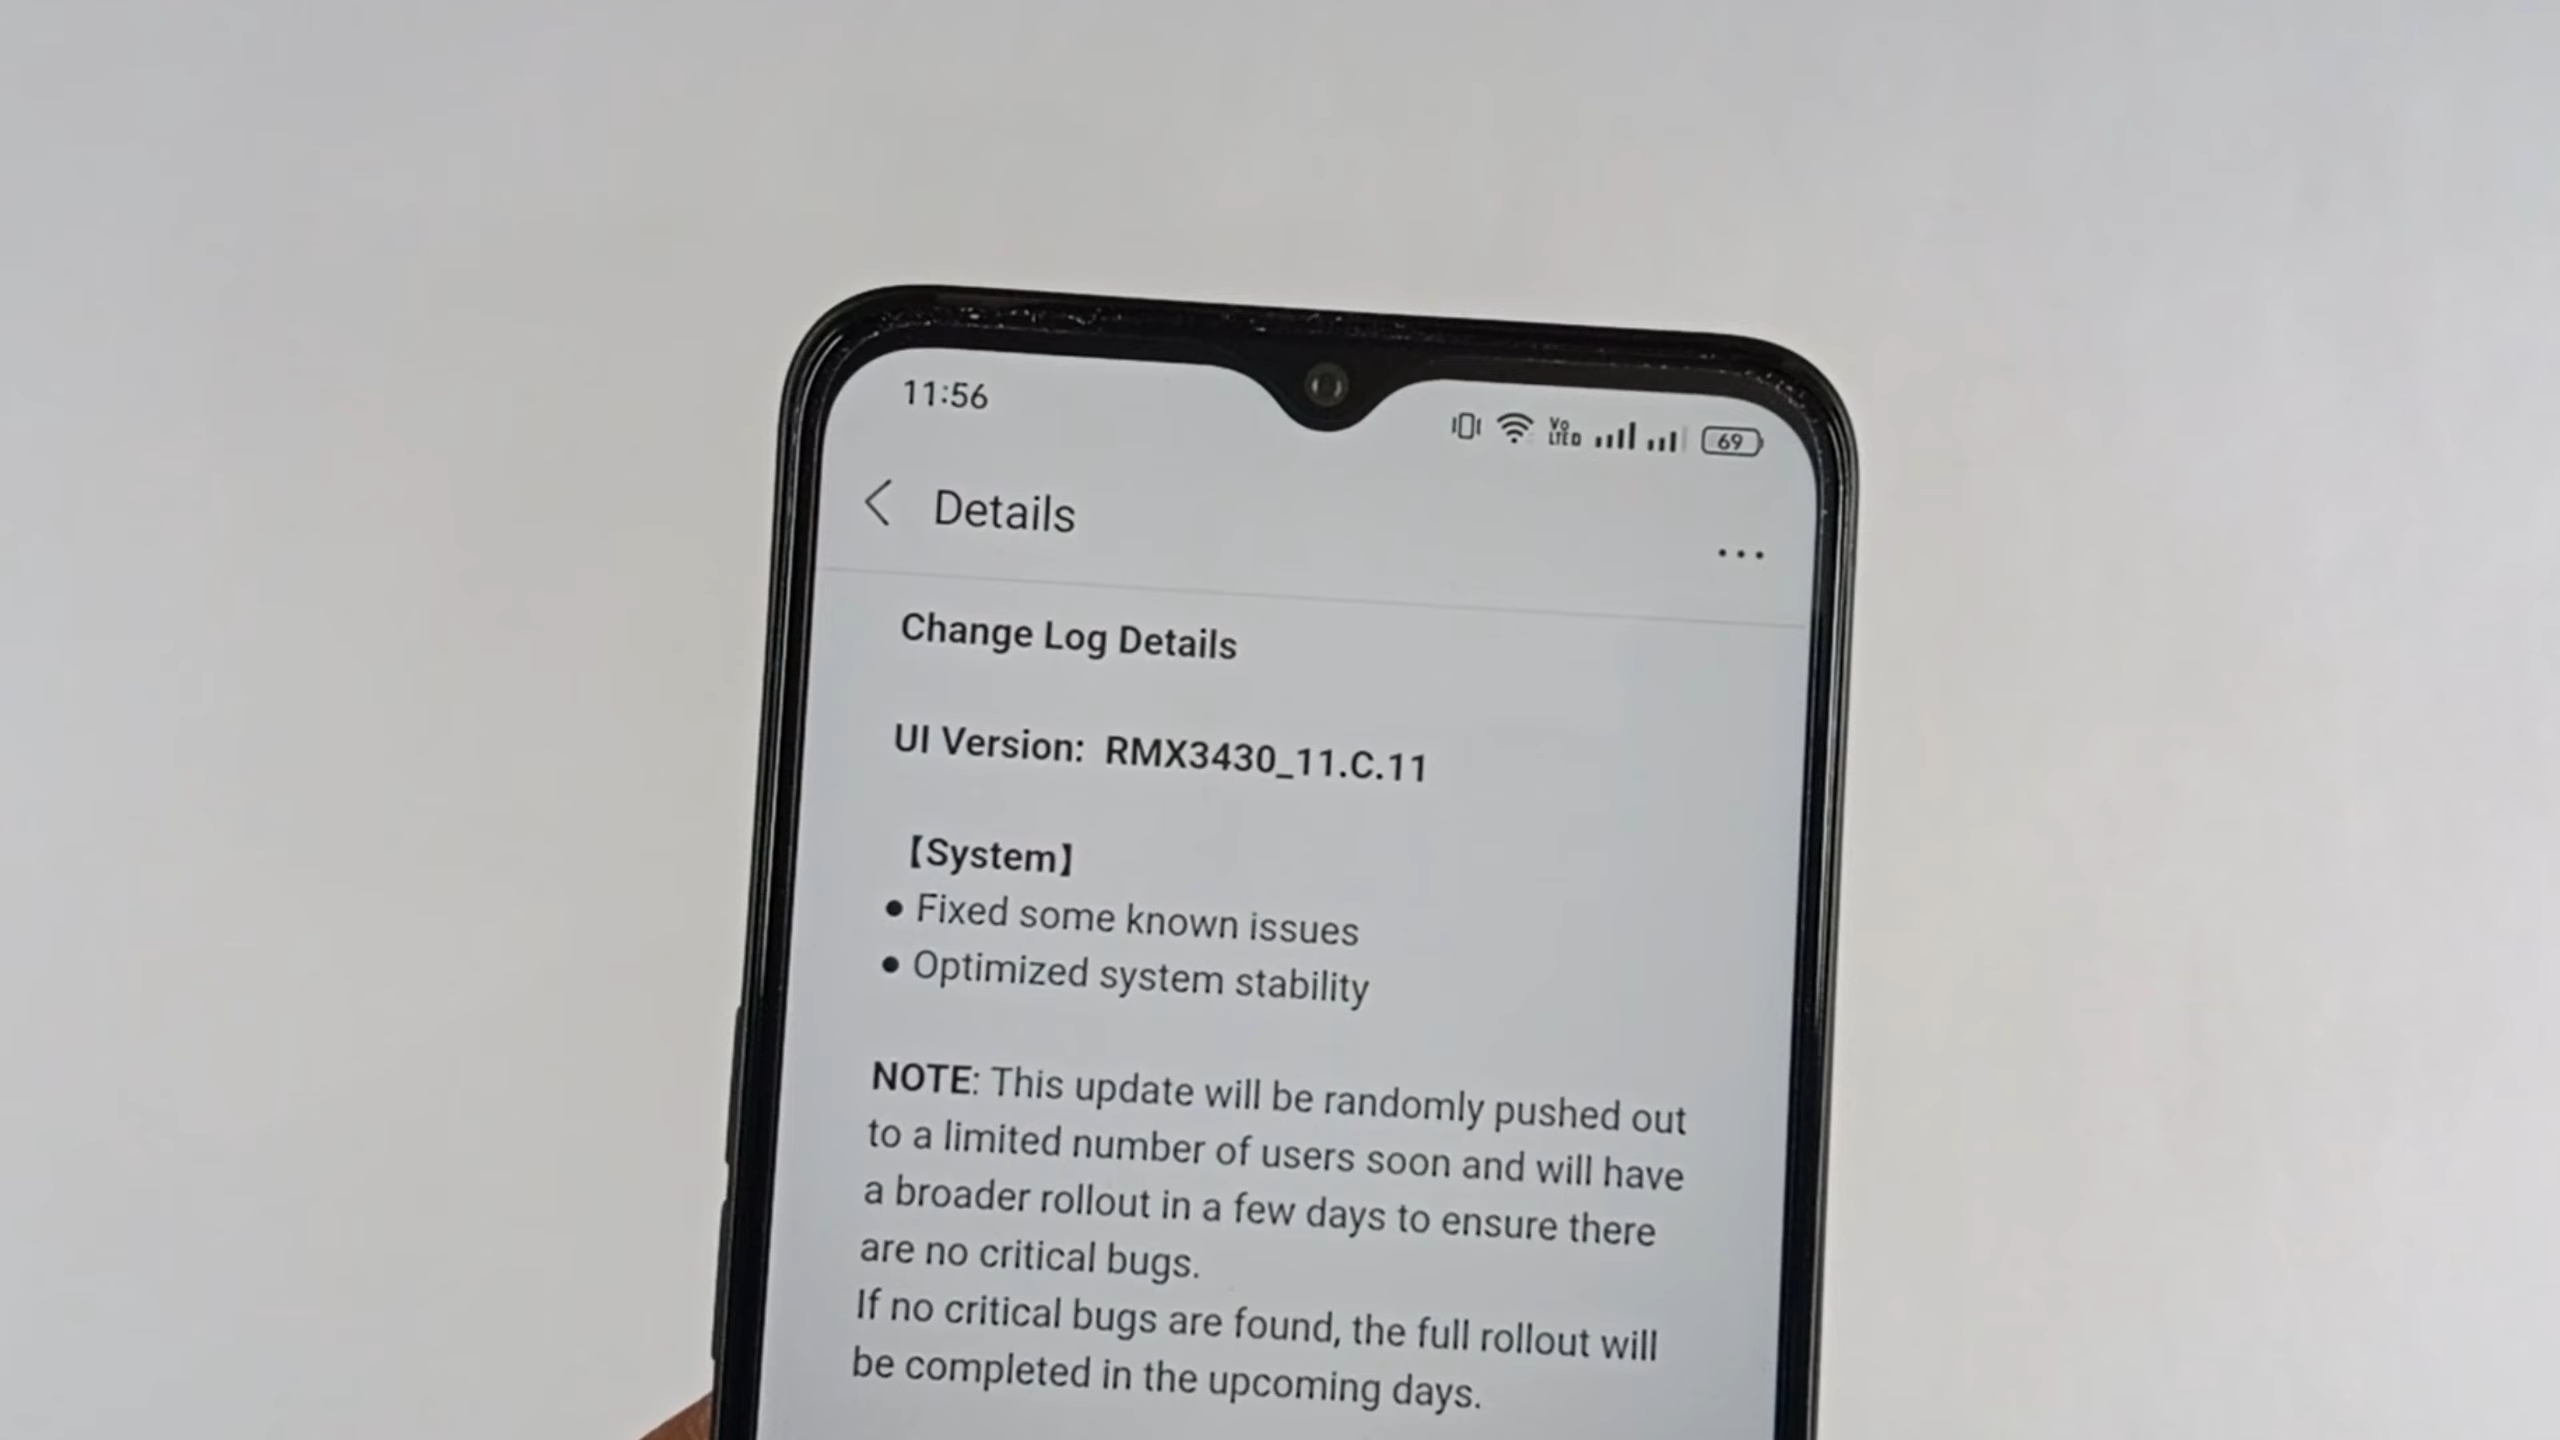 11:56
Vo
LTE D
69
Details
Change Log Details
UI Version: RMX3430_11.C.11
【System】
● Fixed some known issues
● Optimized system stability
NOTE: This update will be randomly pushed out
to a limited number of users soon and will have
a broader rollout in a few days to ensure there
are no critical bugs.
If no critical bugs are found, the full rollout will
be completed in the upcoming days.